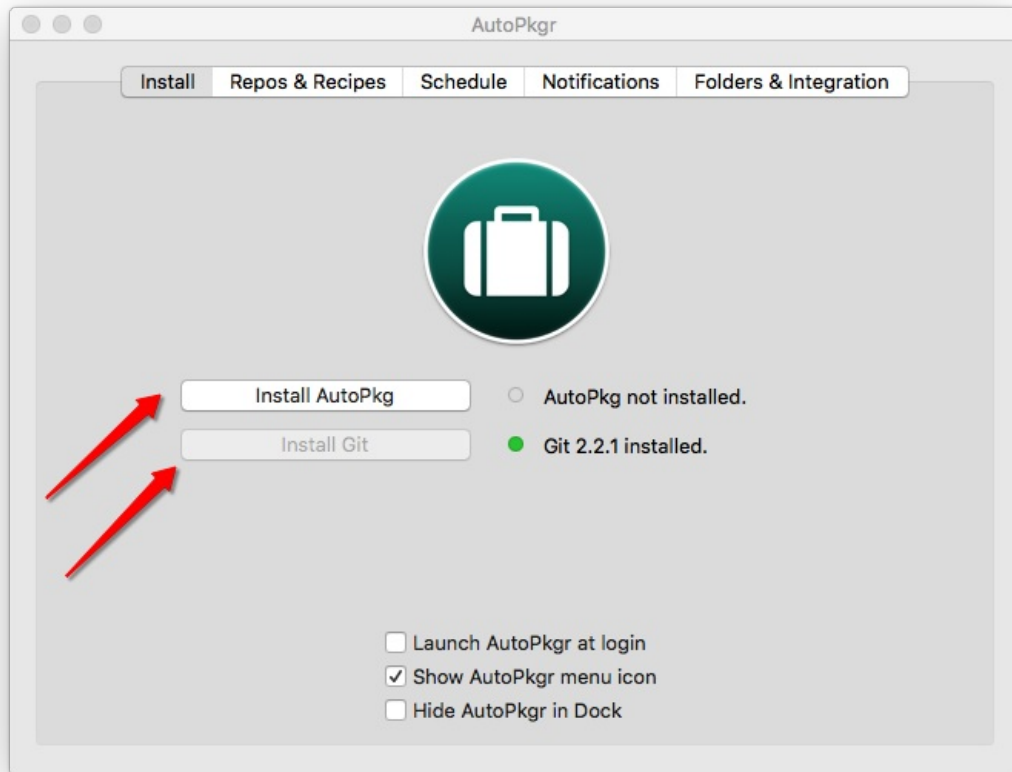 AutoPkgr
Install Repos & Recipes Schedule Notifications Folders & Integration
Install AutoPkg AutoPkg not installed.
Install Git Git 2.2.1 installed.
Launch AutoPkgr at login
Show AutoPkgr menu icon
Hide AutoPkgr in Dock